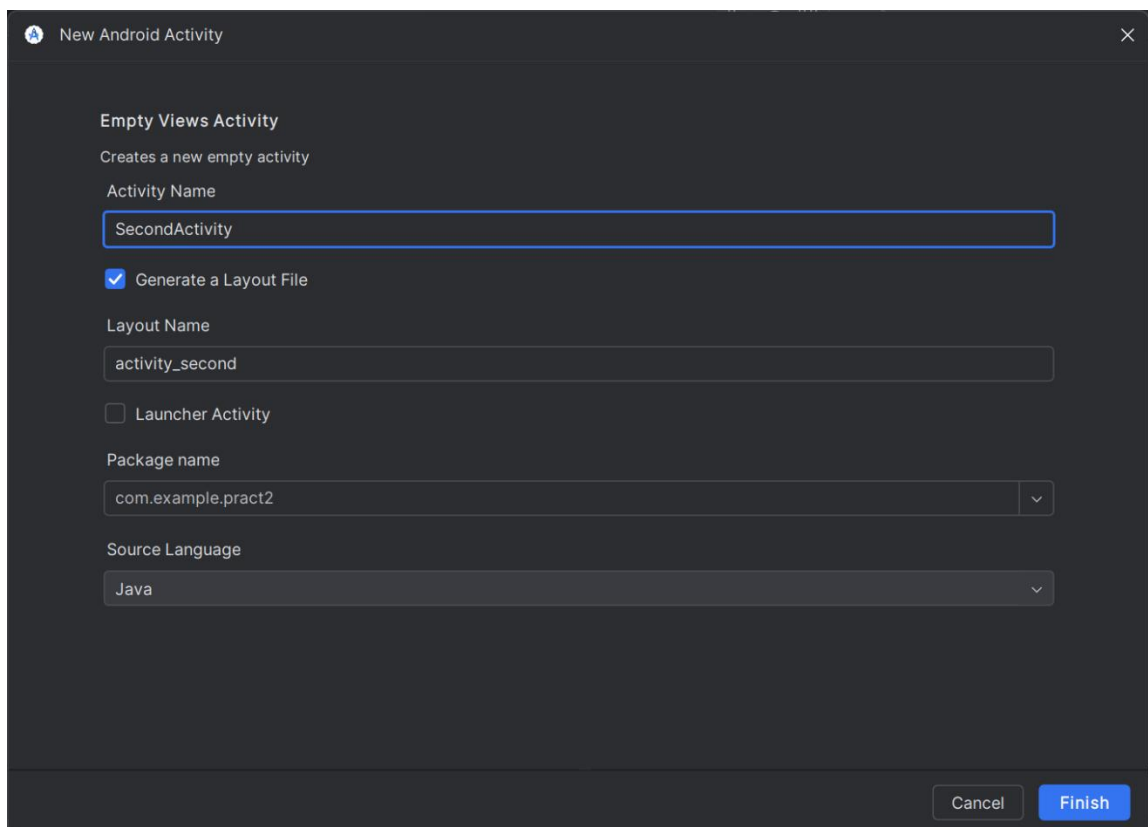 New Android Activity
Empty Views Activity
Creates a new empty activity
Activity Name
SecondActivity
Generate a Layout File
Layout Name
activity_second
Launcher Activity
Package name
com.example.pract2
Source Language
Java
Cancel
Finish